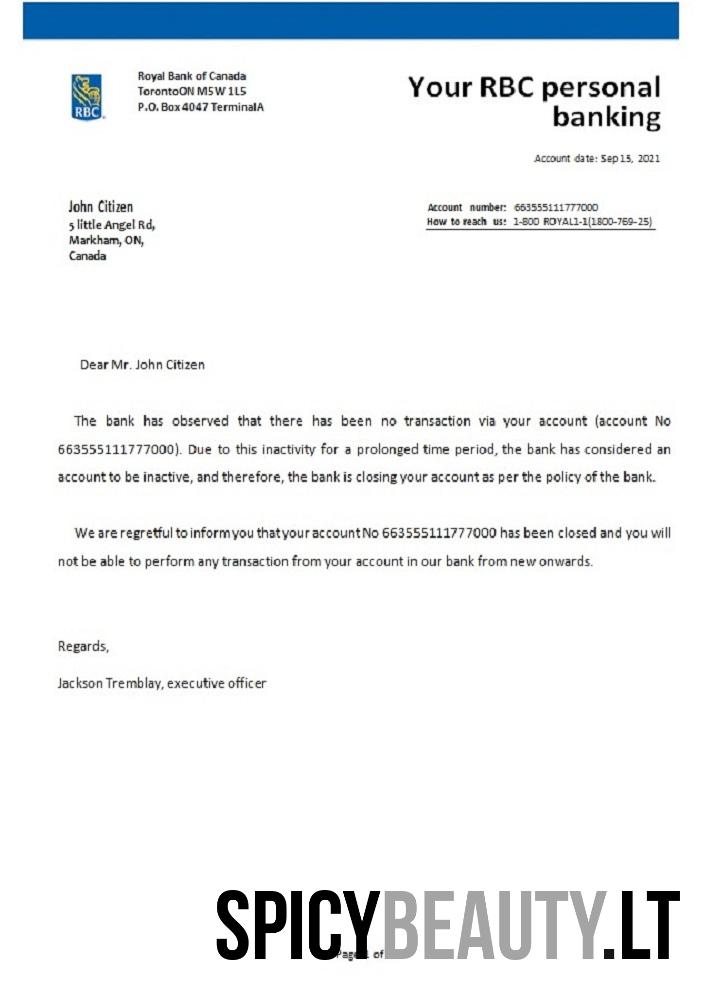 RBC
Royal Bank of Canada
TorontoON M5W 1L5
P.O. Box 4047 TerminalA
Your RBC personal
banking
Account date: Sep 15, 2021
John Citizen
5 little Angel Rd,
Markham, ON,
Canada
Account number: 663555111777000
How to reach us: 1-800 ROYAL1-1(1800-769-25)
Dear Mr. John Citizen
The bank has observed that there has been no transaction via your account (account No
663555111777000). Due to this inactivity for a prolonged time period, the bank has considered an
account to be inactive, and therefore, the bank is closing your account as per the policy of the bank.
We are regretful to inform you that your account No 663555111777000 has been closed and you will
not be able to perform any transaction from your account in our bank from new onwards.
Regards,
Jackson Tremblay, executive officer
SPICYBEAUTY.LT
Page 1 of